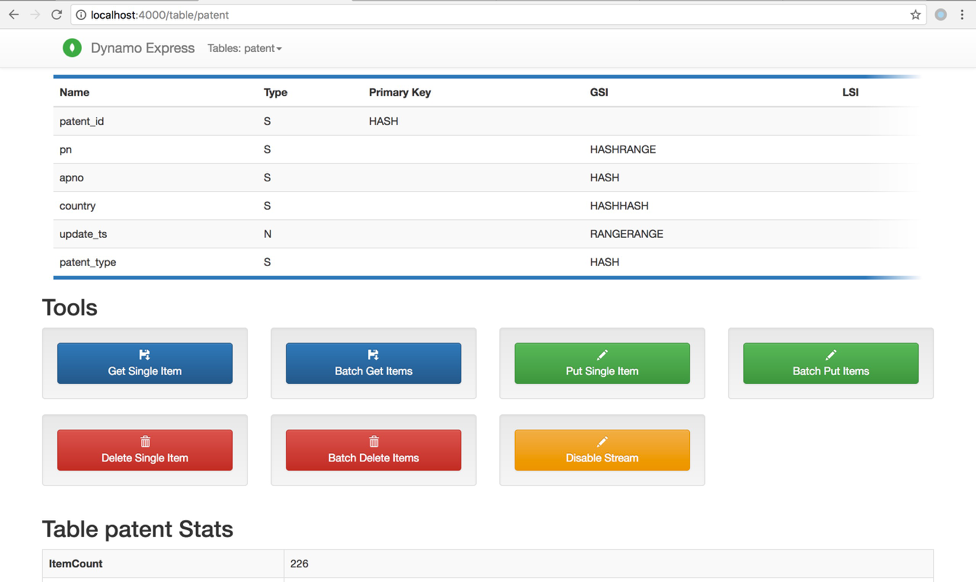 localhost:4000/table/patent
Dynamo Express Tables: patent
Name Type Primary Key GSI LSI
patent_id S HASH
pn S HASHRANGE
apno S HASH
country S HASHHASH
update_ts N RANGERANGE
patent_type S HASH
Tools
Get Single Item Batch Get Items Put Single Item Batch Put Items
Delete Single Item Batch Delete Items Disable Stream
Table patent Stats
ItemCount 226